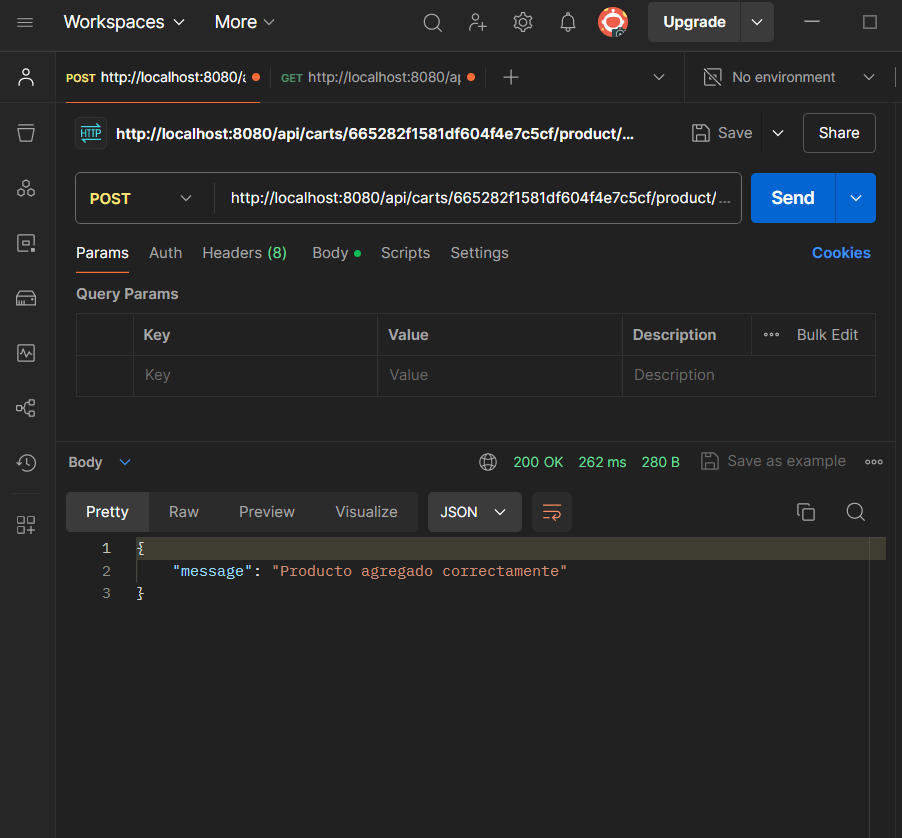 Workspaces More Upgrade
POST http://localhost:8080/a GET http://localhost:8080/ap No environment
HTTP http://localhost:8080/api/carts/665282f1581df604f4e7c5cf/product/... Save Share
POST http://localhost:8080/api/carts/665282f1581df604f4e7c5cf/product/... Send
Params Auth Headers (8) Body Scripts Settings Cookies
Query Params
Key Value Description Bulk Edit
Key Value Description
Body 200 OK 262 ms 280 B Save as example
Pretty Raw Preview Visualize JSON
1 {
2 "message": "Producto agregado correctamente"
3 }